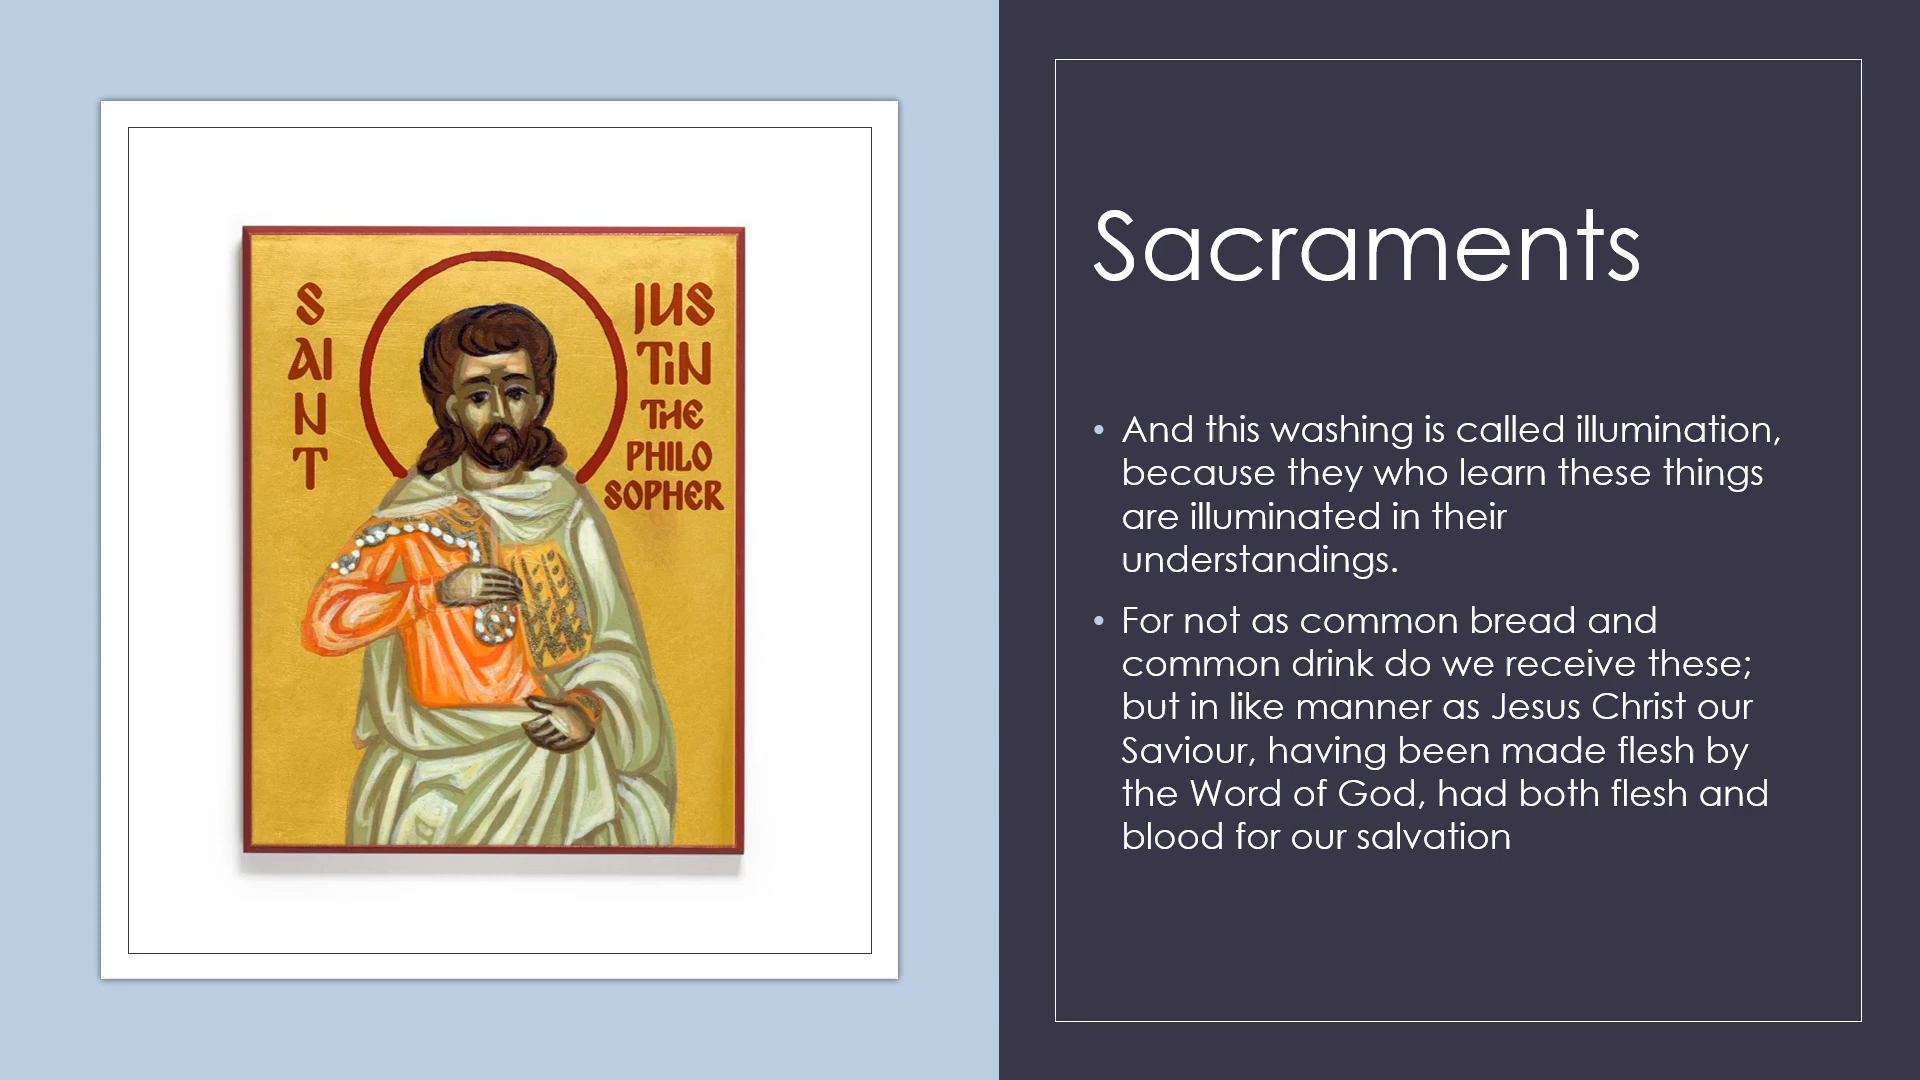 S
AI
N
T
JUS
TiN
THE
PHILO
SOPHER
Sacraments
• And this washing is called illumination,
because they who learn these things
are illuminated in their
understandings.
• For not as common bread and
common drink do we receive these;
but in like manner as Jesus Christ our
Saviour, having been made flesh by
the Word of God, had both flesh and
blood for our salvation